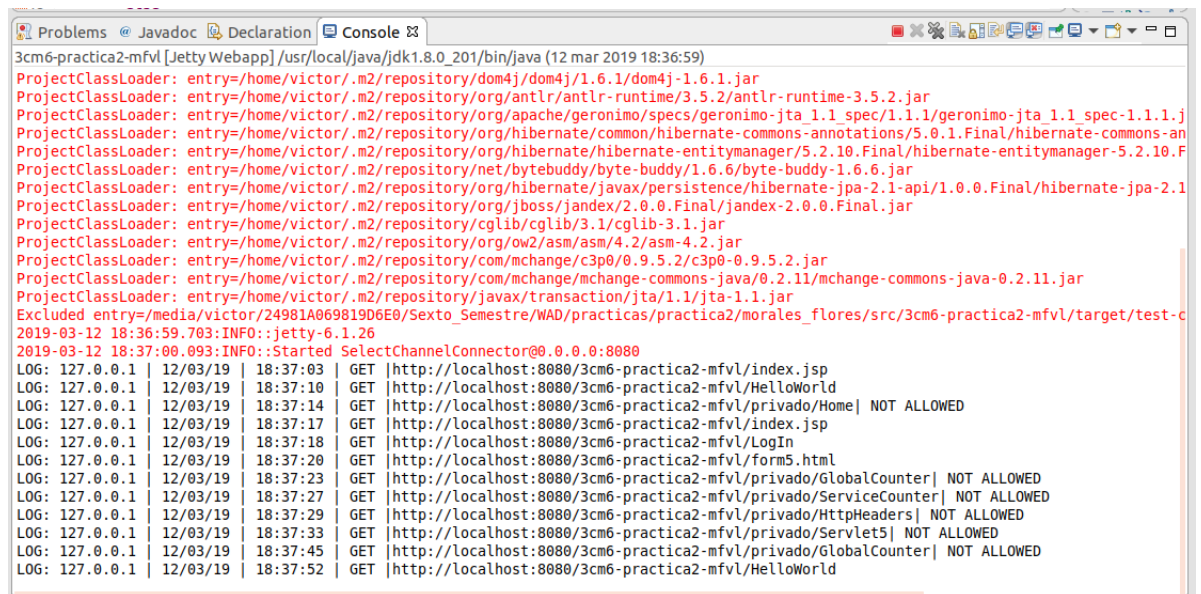 Problems @ Javadoc Declaration Console
3cm6-practica2-mfvl [Jetty Webapp] /usr/local/java/jdk1.8.0_201/bin/java (12 mar 2019 18:36:59)
ProjectClassLoader: entry=/home/victor/.m2/repository/dom4j/dom4j/1.6.1/dom4j-1.6.1.jar
ProjectClassLoader: entry=/home/victor/.m2/repository/org/antlr/antlr-runtime/3.5.2/antlr-runtime-3.5.2.jar
ProjectClassLoader: entry=/home/victor/.m2/repository/org/apache/geronimo/specs/geronimo-jta_1.1_spec/1.1.1/geronimo-jta_1.1_spec-1.1.1.j
ProjectClassLoader: entry=/home/victor/.m2/repository/org/hibernate/common/hibernate-commons-annotations/5.0.1.Final/hibernate-commons-an
ProjectClassLoader: entry=/home/victor/.m2/repository/org/hibernate/hibernate-entitymanager/5.2.10.Final/hibernate-entitymanager-5.2.10.F
ProjectClassLoader: entry=/home/victor/.m2/repository/net/bytebuddy/byte-buddy/1.6.6/byte-buddy-1.6.6.jar
ProjectClassLoader: entry=/home/victor/.m2/repository/org/hibernate/javax/persistence/hibernate-jpa-2.1-api/1.0.0.Final/hibernate-jpa-2.1
ProjectClassLoader: entry=/home/victor/.m2/repository/org/jboss/jandex/2.0.0.Final/jandex-2.0.0.Final.jar
ProjectClassLoader: entry=/home/victor/.m2/repository/cglib/cglib/3.1/cglib-3.1.jar
ProjectClassLoader: entry=/home/victor/.m2/repository/org/ow2/asm/asm/4.2/asm-4.2.jar
ProjectClassLoader: entry=/home/victor/.m2/repository/com/mchange/c3p0/0.9.5.2/c3p0-0.9.5.2.jar
ProjectClassLoader: entry=/home/victor/.m2/repository/com/mchange/mchange-commons-java/0.2.11/mchange-commons-java-0.2.11.jar
ProjectClassLoader: entry=/home/victor/.m2/repository/javax/transaction/jta/1.1/jta-1.1.jar
Excluded entry=/media/victor/24981A069819D6E0/Sexto_Semestre/WAD/practicas/practica2/morales_flores/src/3cm6-practica2-mfvl/target/test-c
2019-03-12 18:36:59.703:INFO::jetty-6.1.26
2019-03-12 18:37:00.093:INFO::Started SelectChannelConnector@0.0.0.0:8080
LOG: 127.0.0.1 | 12/03/19 | 18:37:03 | GET |http://localhost:8080/3cm6-practica2-mfvl/index.jsp
LOG: 127.0.0.1 | 12/03/19 | 18:37:10 | GET |http://localhost:8080/3cm6-practica2-mfvl/HelloWorld
LOG: 127.0.0.1 | 12/03/19 | 18:37:14 | GET |http://localhost:8080/3cm6-practica2-mfvl/privado/Home| NOT ALLOWED
LOG: 127.0.0.1 | 12/03/19 | 18:37:17 | GET |http://localhost:8080/3cm6-practica2-mfvl/index.jsp
LOG: 127.0.0.1 | 12/03/19 | 18:37:18 | GET |http://localhost:8080/3cm6-practica2-mfvl/LogIn
LOG: 127.0.0.1 | 12/03/19 | 18:37:20 | GET |http://localhost:8080/3cm6-practica2-mfvl/form5.html
LOG: 127.0.0.1 | 12/03/19 | 18:37:23 | GET |http://localhost:8080/3cm6-practica2-mfvl/privado/GlobalCounter| NOT ALLOWED
LOG: 127.0.0.1 | 12/03/19 | 18:37:27 | GET |http://localhost:8080/3cm6-practica2-mfvl/privado/ServiceCounter| NOT ALLOWED
LOG: 127.0.0.1 | 12/03/19 | 18:37:29 | GET |http://localhost:8080/3cm6-practica2-mfvl/privado/HttpHeaders| NOT ALLOWED
LOG: 127.0.0.1 | 12/03/19 | 18:37:33 | GET |http://localhost:8080/3cm6-practica2-mfvl/privado/Servlet5| NOT ALLOWED
LOG: 127.0.0.1 | 12/03/19 | 18:37:45 | GET |http://localhost:8080/3cm6-practica2-mfvl/privado/GlobalCounter| NOT ALLOWED
LOG: 127.0.0.1 | 12/03/19 | 18:37:52 | GET |http://localhost:8080/3cm6-practica2-mfvl/HelloWorld